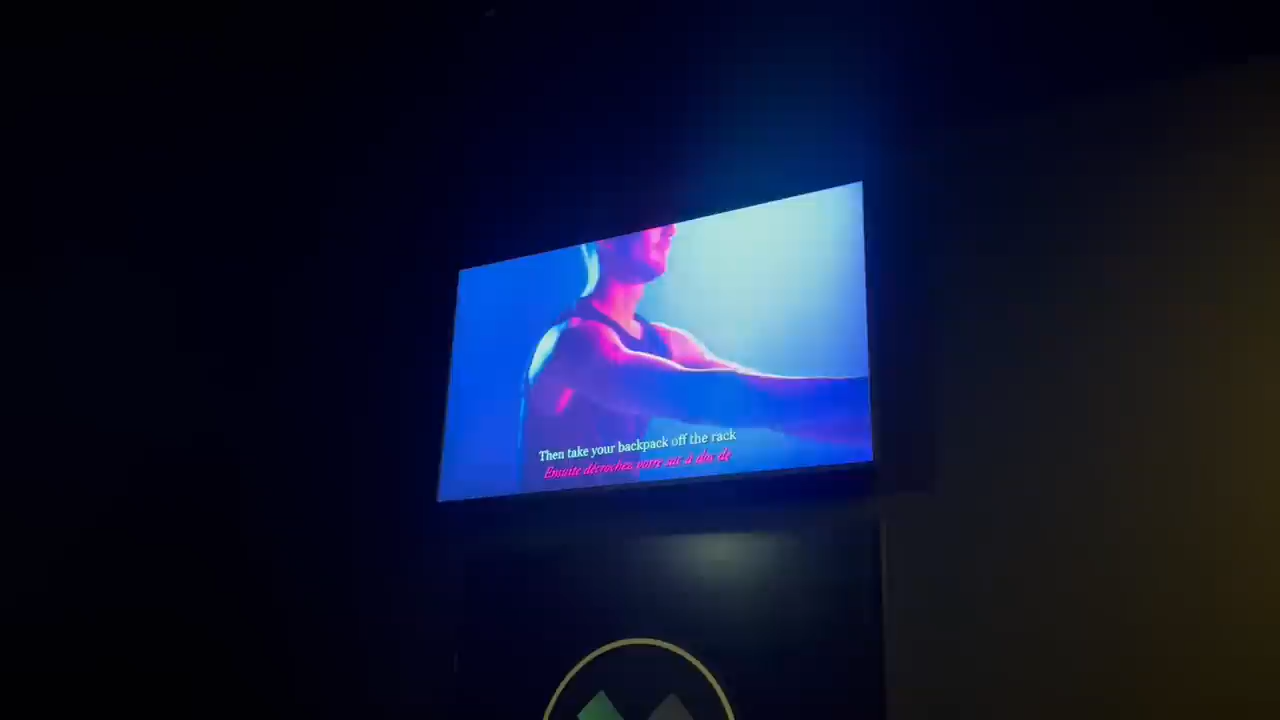 Then take your backpack off the rack
Ensuite décrochez votre sac à dos de